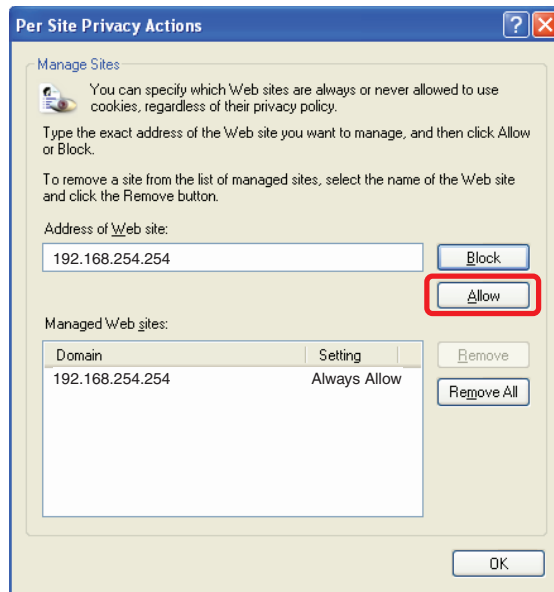 Per Site Privacy Actions
Manage Sites
You can specify which Web sites are always or never allowed to use
cookies, regardless of their privacy policy.
Type the exact address of the Web site you want to manage, and then click Allow
or Block.
To remove a site from the list of managed sites, select the name of the Web site
and click the Remove button.
Address of Web site:
192.168.254.254
Block
Allow
Managed Web sites:
Domain Setting
Remove
192.168.254.254 Always Allow
Remove All
OK